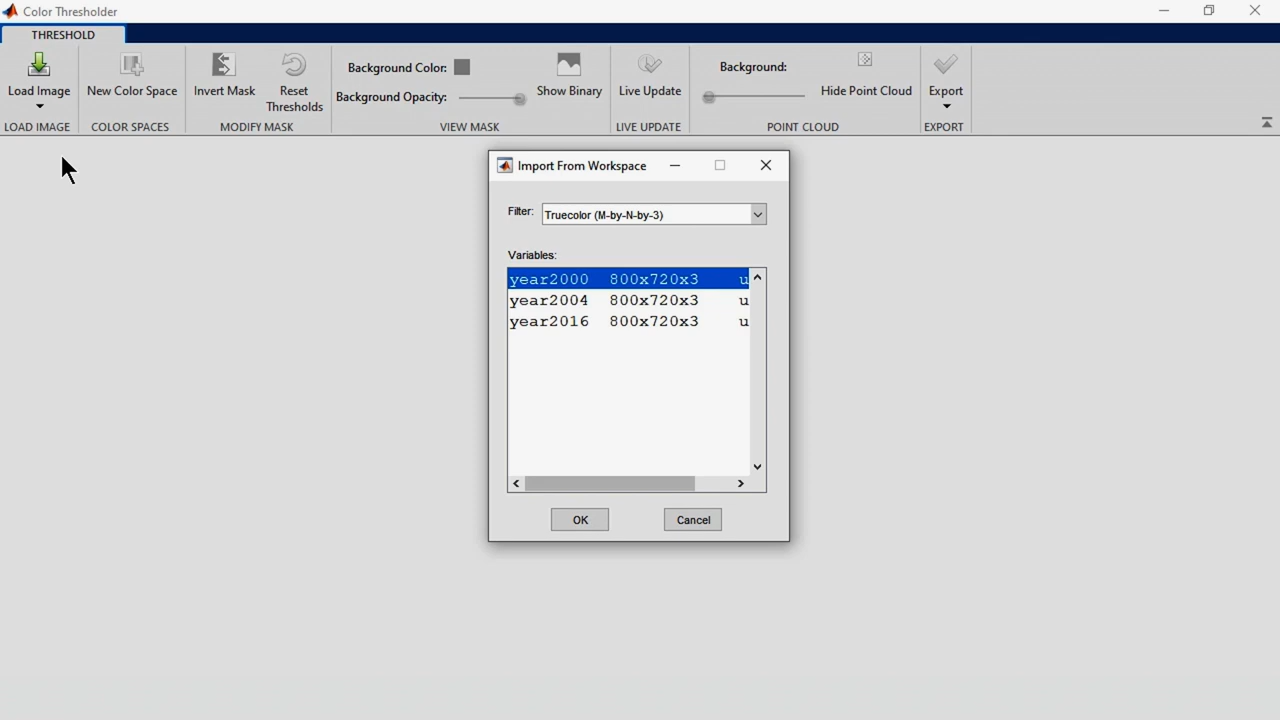 Color Thresholder
THRESHOLD
Load Image
New Color Space
Invert Mask
Reset Thresholds
Background Color:
Background Opacity:
Show Binary
Live Update
Background:
Hide Point Cloud
Export
LOAD IMAGE
COLOR SPACES
MODIFY MASK
VIEW MASK
LIVE UPDATE
POINT CLOUD
EXPORT
Import From Workspace
Filter: Truecolor (M-by-N-by-3)
Variables:
year2000 800x720x3 u
year2004 800x720x3 u
year2016 800x720x3 u
OK
Cancel